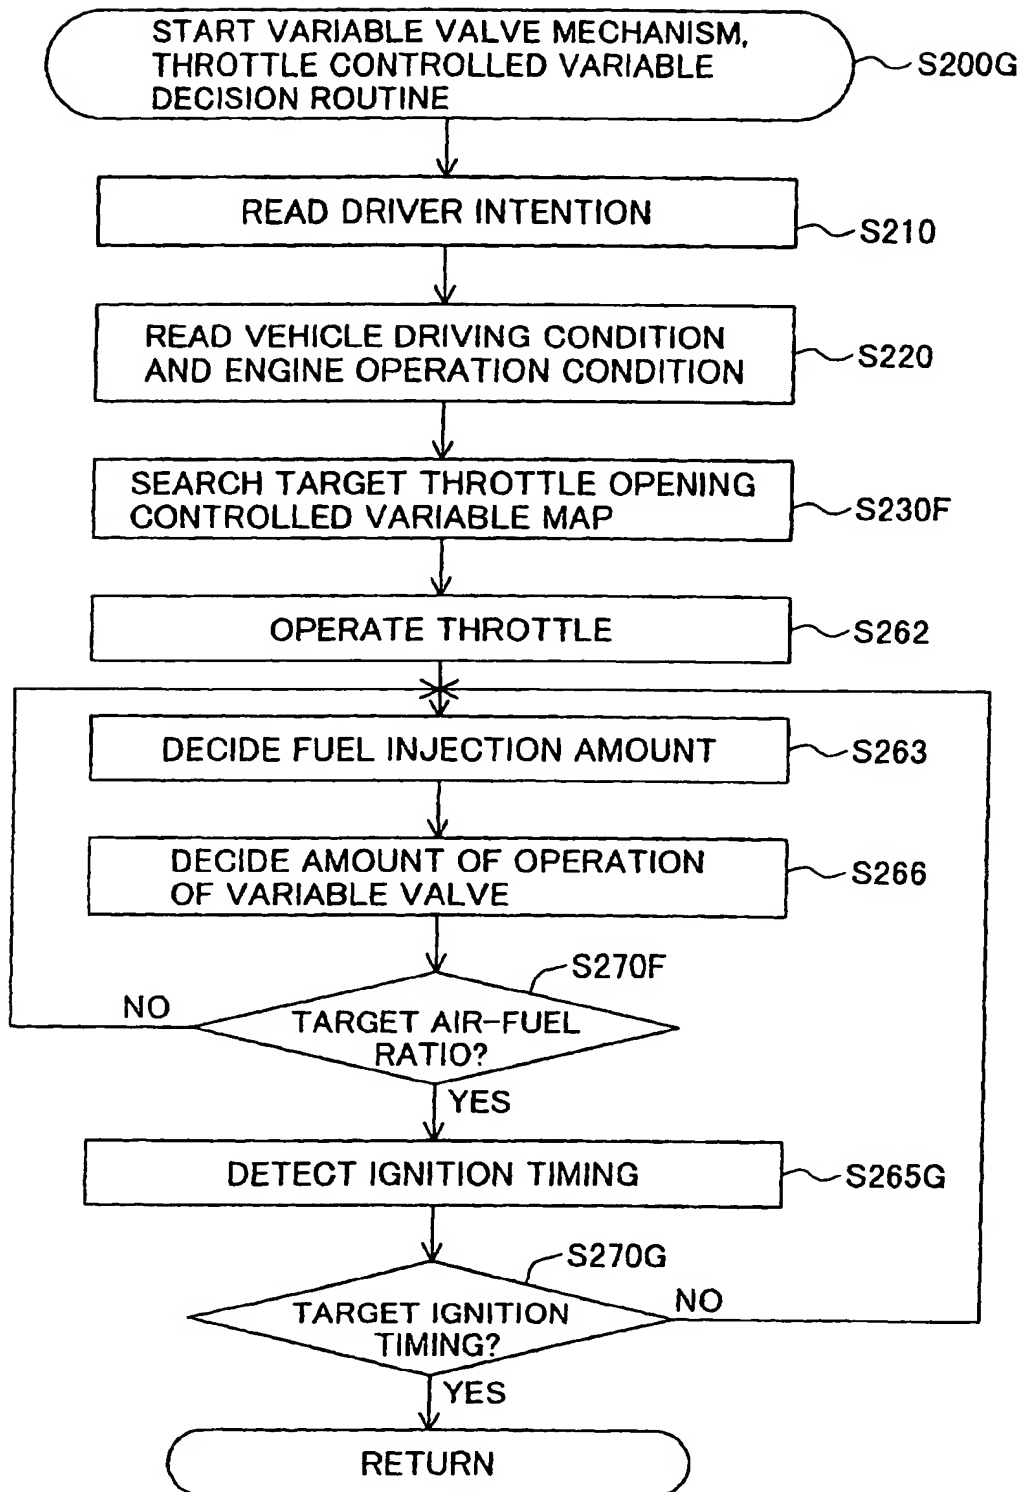 START VARIABLE VALVE MECHANISM,
THROTTLE CONTROLLED VARIABLE
DECISION ROUTINE
S200G
READ DRIVER INTENTION
S210
READ VEHICLE DRIVING CONDITION
AND ENGINE OPERATION CONDITION
S220
SEARCH TARGET THROTTLE OPENING
CONTROLLED VARIABLE MAP
S230F
OPERATE THROTTLE
S262
DECIDE FUEL INJECTION AMOUNT
S263
DECIDE AMOUNT OF OPERATION
OF VARIABLE VALVE
S266
S270F
NO
TARGET AIR-FUEL
RATIO?
YES
DETECT IGNITION TIMING
S265G
S270G
TARGET IGNITION
TIMING?
NO
YES
RETURN